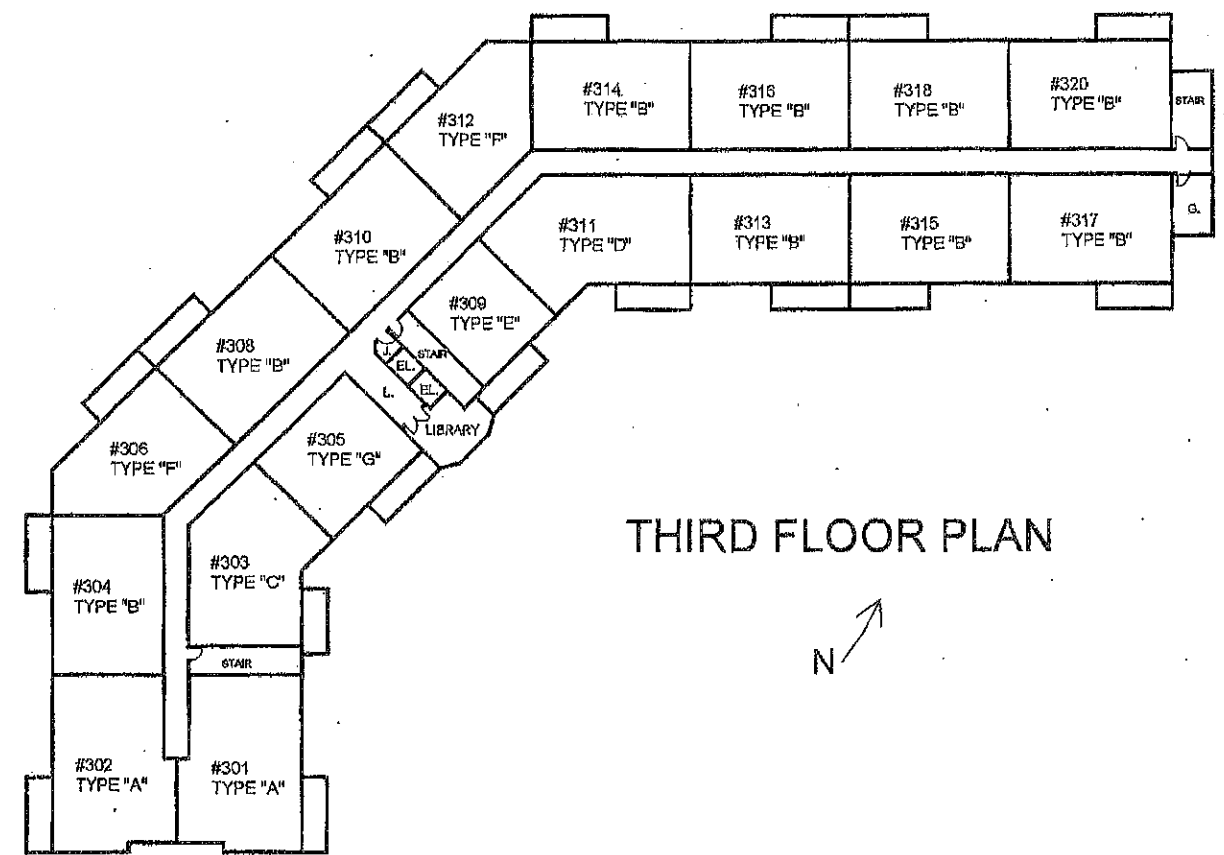 #314
TYPE "B"
#316
TYPE "B"
#318
TYPE "B"
#320
TYPE "B"
STAIR
#312
TYPE "F"
#310
TYPE "B"
#311
TYPE "D"
#313
TYPE "B"
#315
TYPE "B"
#317
TYPE "B"
G.
#309
TYPE "E"
#308
TYPE "B"
J.
STAIR
EL.
EL.
L.
LIBRARY
#306
TYPE "F"
#305
TYPE "G"
THIRD FLOOR PLAN
N
#304
TYPE "B"
#303
TYPE "C"
STAIR
#302
TYPE "A"
#301
TYPE "A"